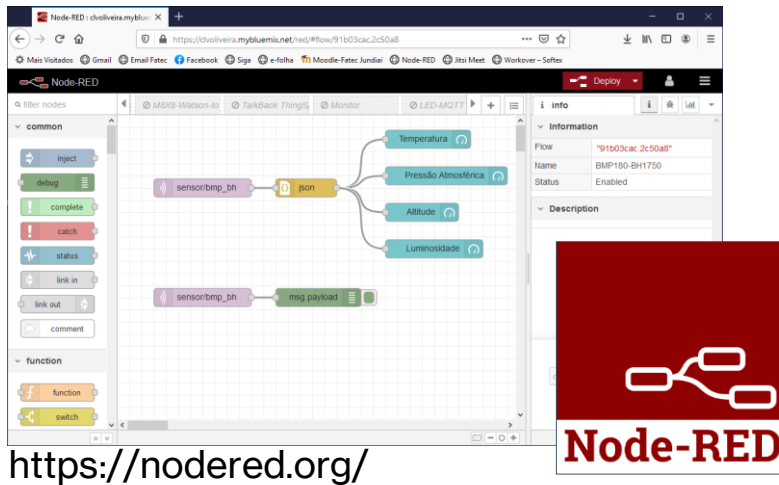 Node-RED : clvoliveira.mybluem
https://clvoliveira.mybluemix.net/red/#flow/91b03cac.2c50a8
Mais Visitados Gmail Email Fatec Facebook Siga e-folha Moodle-Fatec Jundiaí Node-RED Jitsi Meet Workover – Softex
Node-RED Deploy
filter nodes
M8X8-Watson-Io TalkBack ThingS Monitor LED-MQTT
i info
common
inject
debug
complete
catch
status
link in
link out
comment
function
function
switch
sensor/bmp_bh
json
Temperatura
Pressão Atmosférica
Altitude
Luminosidade
sensor/bmp_bh
msg.payload
Information
Flow "91b03cac.2c50a8"
Name BMP180-BH1750
Status Enabled
Description
Node-RED
https://nodered.org/